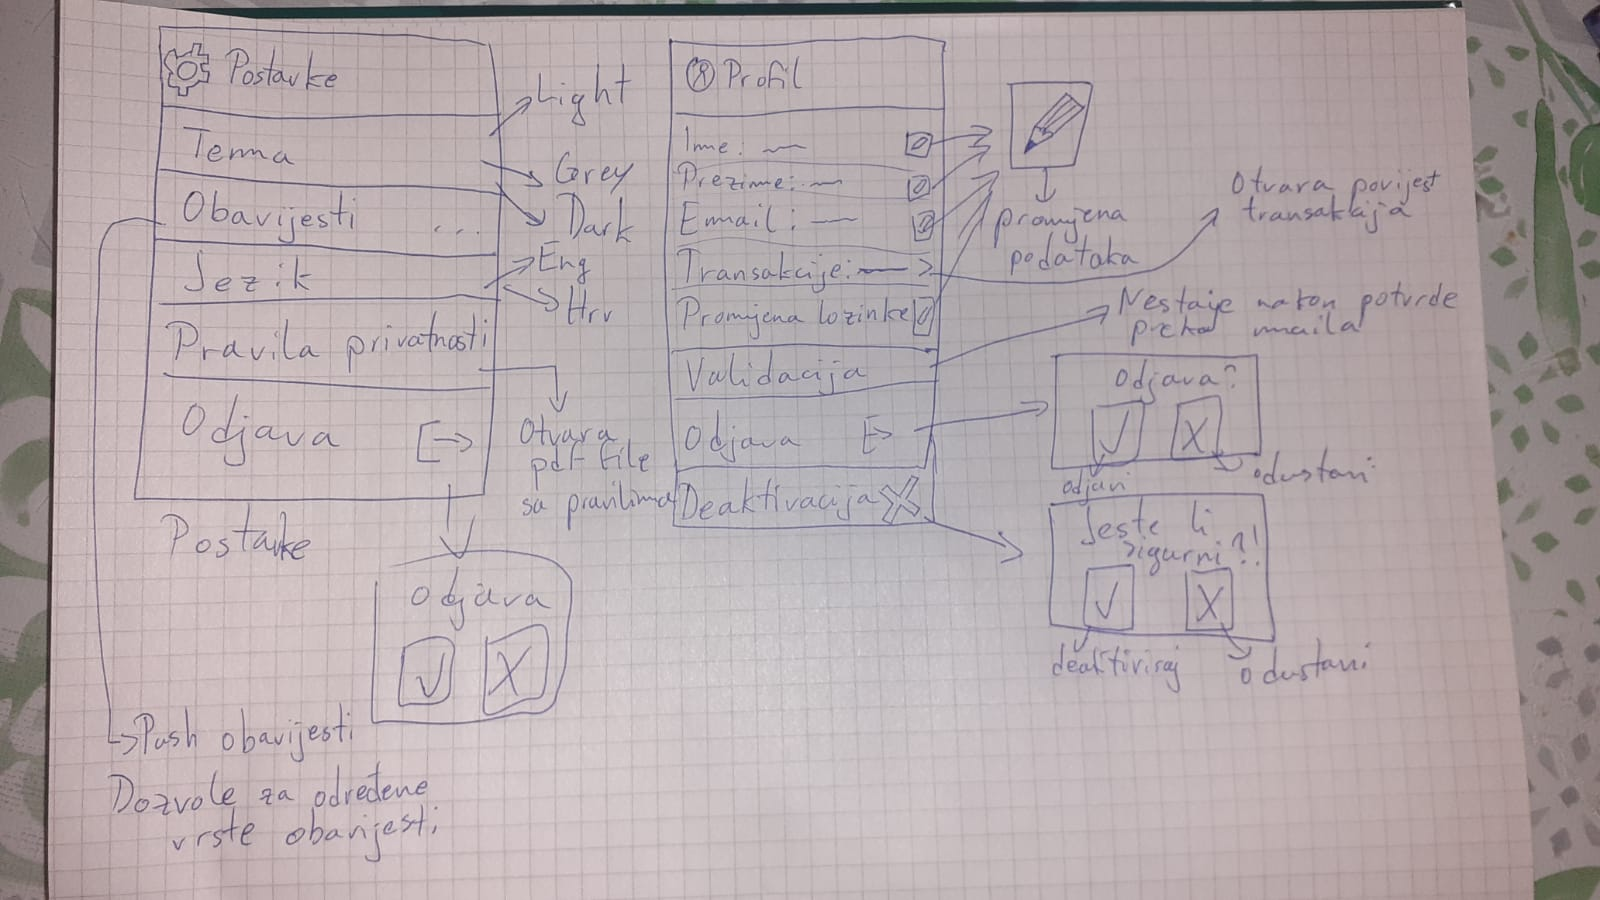 Postavke
Tema
Obavijesti ...
Jezik
Pravila privatnosti
Odjava
Postavke
Light
Grey
Dark
Eng
Hrv
Otvara
pdf file
sa pravilima
Odjava
Push obavijesti
Dozvole za određene
vrste obavijesti
Profil
Ime:
Prezime:
Email:
Transakcije:
Promjena lozinke
Validacija
Odjava
Deaktivacija
promjena
podataka
Otvara povijest
transakcija
Nestaje nakon potvrde
preko maila
Odjava?
odjavi
odustani
Jeste li
sigurni?!
deaktiviraj
odustani